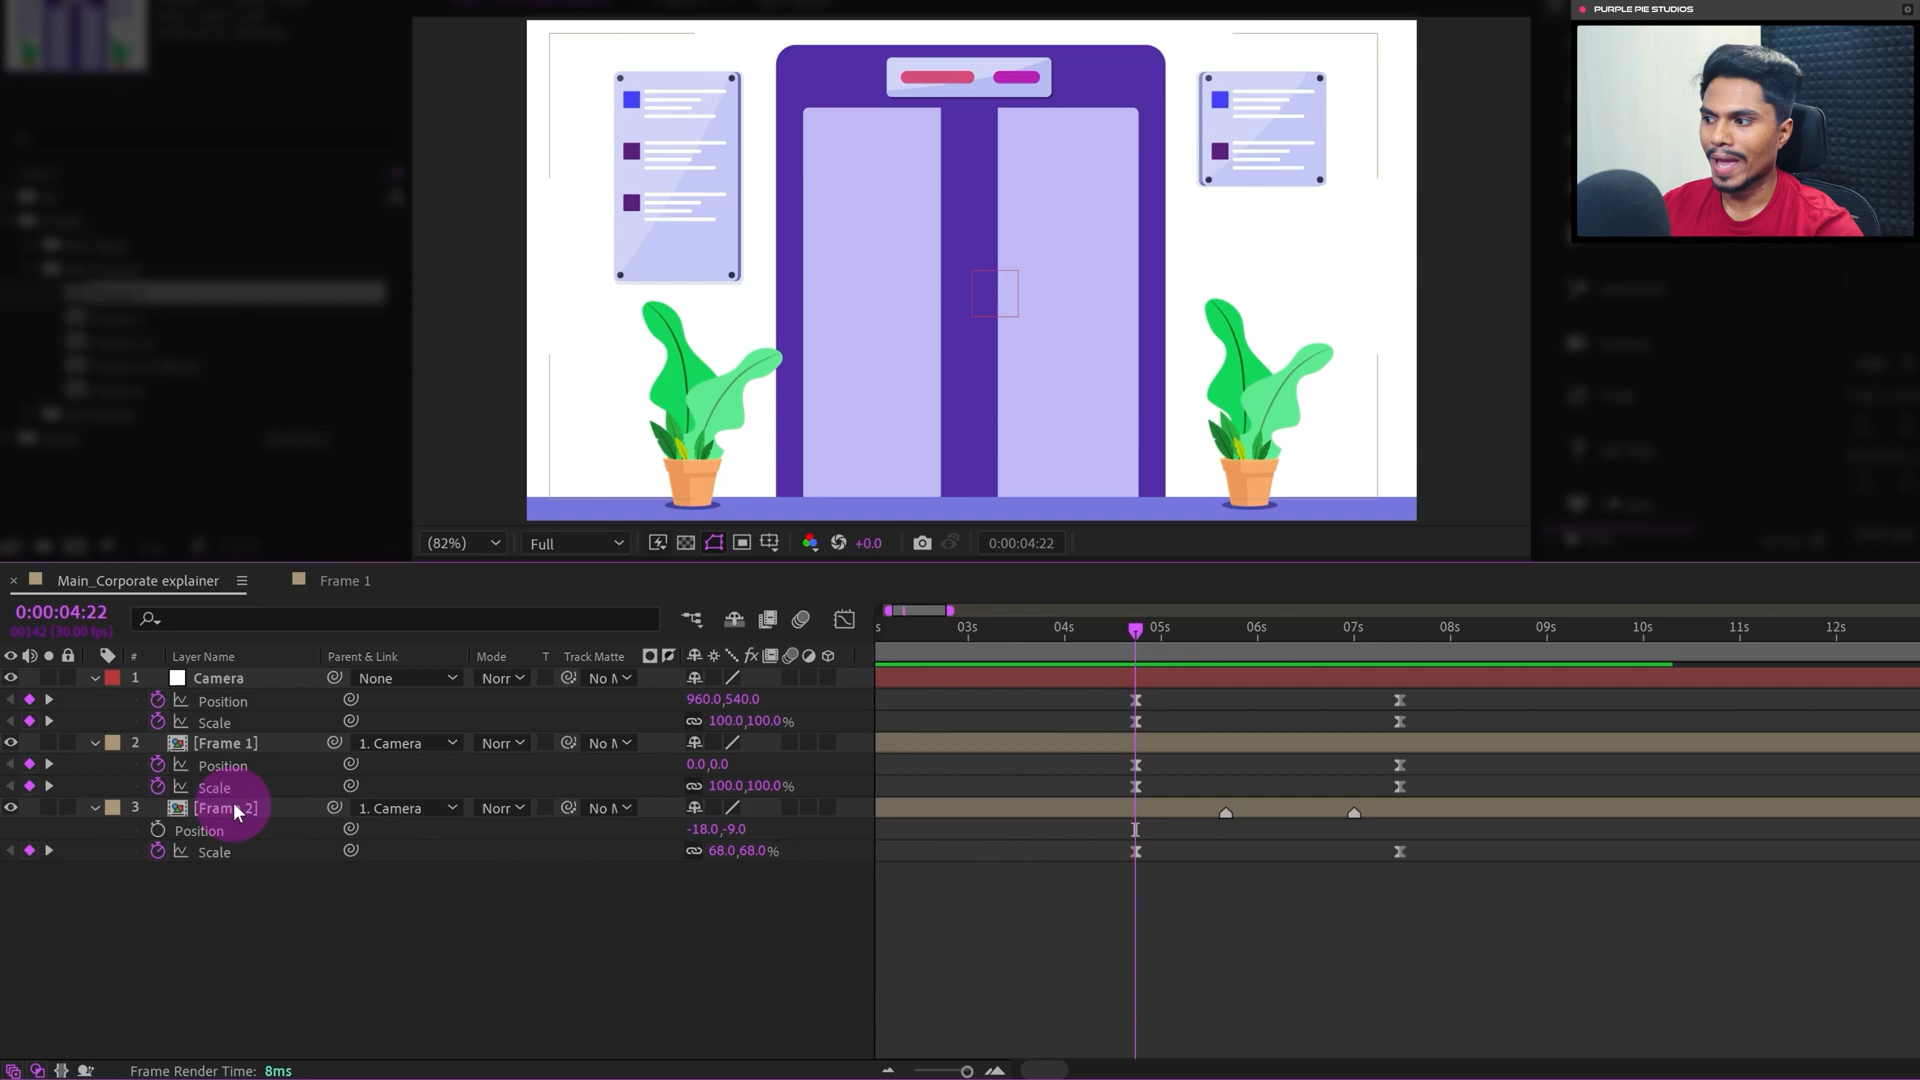 PURPLE PIE STUDIOS
(82%)
Full
+0.0
0:00:04:22
Main_Corporate explainer
Frame 1
0:00:04:22
00142 (30.00 fps)
s 03s 04s 05s 06s 07s 08s 09s 10s 11s 12s
# Layer Name Parent & Link Mode T Track Matte fx
1 Camera None Norr No M
Position 960.0,540.0
Scale 100.0,100.0%
2 [Frame 1] 1. Camera Norr No M
Position 0.0,0.0
Scale 100.0,100.0%
3 [Frame 2] 1. Camera Norr No M
Position -18.0,-9.0
Scale 68.0,68.0%
Frame Render Time: 8ms